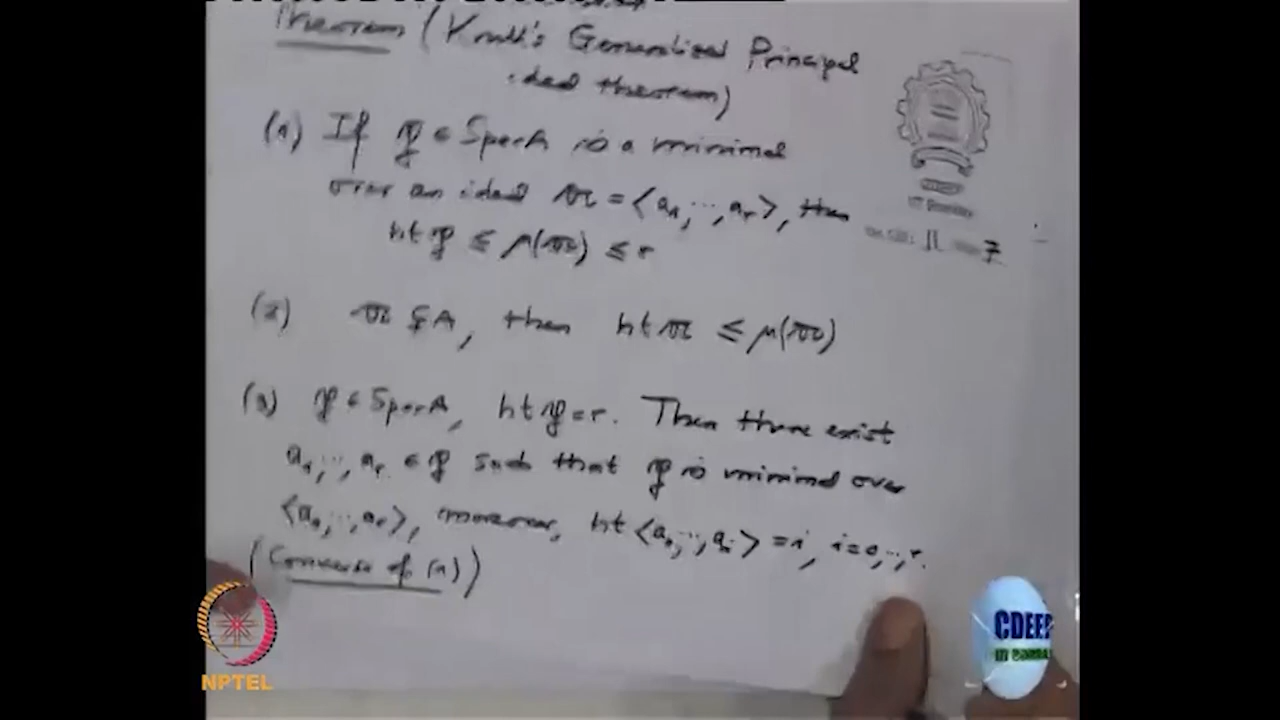 Theorem (Krull's Generalized Principal
ideal theorem)
(1) If 𝔭 ∈ Spec A is a minimal
over an ideal 𝔞 = ⟨a₁, ⋯, aᵣ⟩, then
ht 𝔭 ≤ μ(𝔞) ≤ r
(2) 𝔞 ⊊ A, then ht 𝔞 ≤ μ(𝔞)
(3) 𝔭 ∈ Spec A, ht 𝔭 = r. Then there exist
a₁, ⋯, aᵣ ∈ 𝔭 such that 𝔭 is minimal over
⟨a₁, ⋯, aᵣ⟩, moreover, ht ⟨a₁, ⋯, aᵢ⟩ = i, i = 0, ⋯, r.
(Converse of (1))
7
NPTEL
CDEEP
IIT BOMBAY